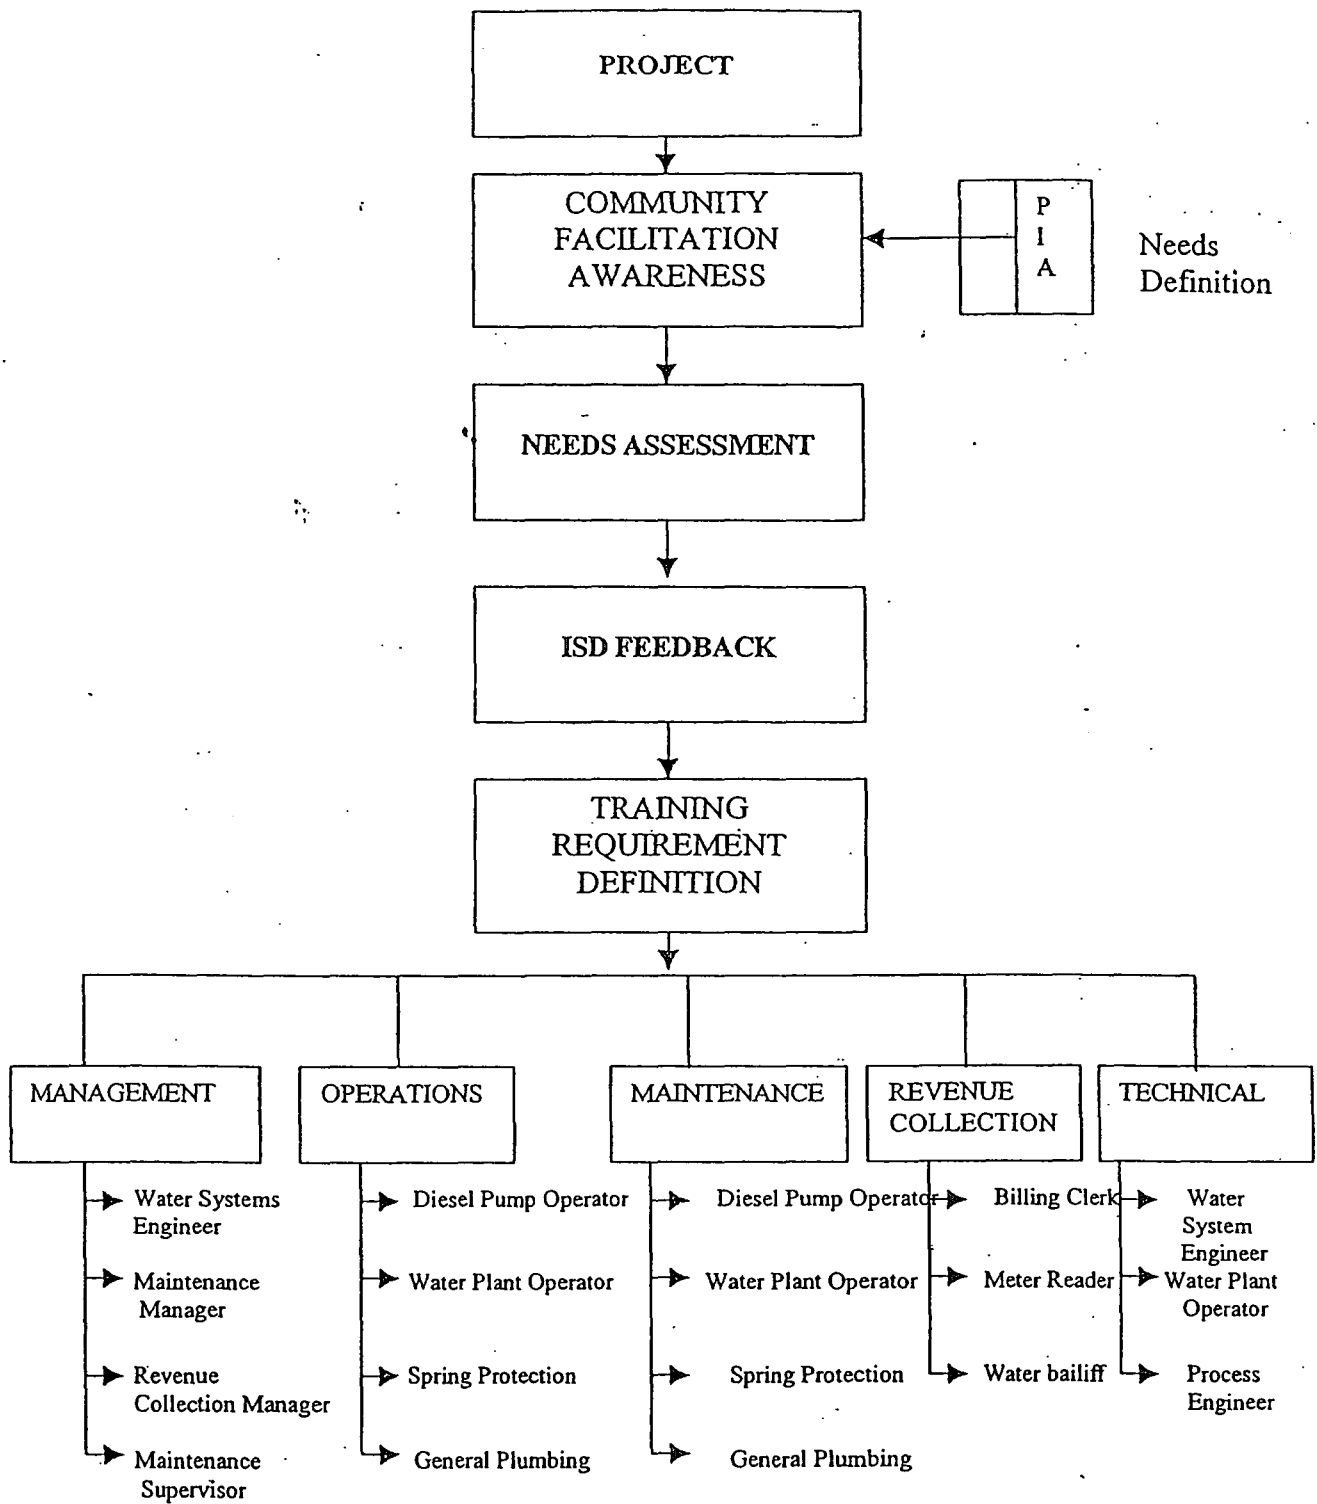 PROJECT
COMMUNITY
FACILITATION
AWARENESS
P
I
A
Needs
Definition
NEEDS ASSESSMENT
ISD FEEDBACK
TRAINING
REQUIREMENT
DEFINITION
MANAGEMENT
Water Systems
Engineer
Maintenance
Manager
Revenue
Collection Manager
Maintenance
Supervisor
OPERATIONS
Diesel Pump Operator
Water Plant Operator
Spring Protection
General Plumbing
MAINTENANCE
Diesel Pump Operator
Water Plant Operator
Spring Protection
General Plumbing
REVENUE
COLLECTION
Billing Clerk
Meter Reader
Water bailiff
TECHNICAL
Water
System
Engineer
Water Plant
Operator
Process
Engineer